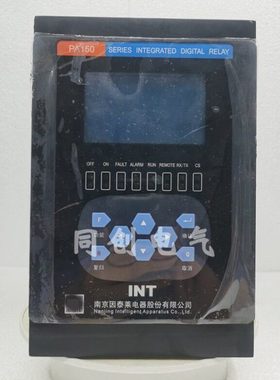 PA150 SERIES INTEGRATED DIGITAL RELAY
OFF ON FAULT ALARM RUN REMOTE RX/TX CS
F
同创电气
复归 取消
INT
南京因泰莱电器股份有限公司
Nanjing Intelligent Apparatus Co.,Ltd.